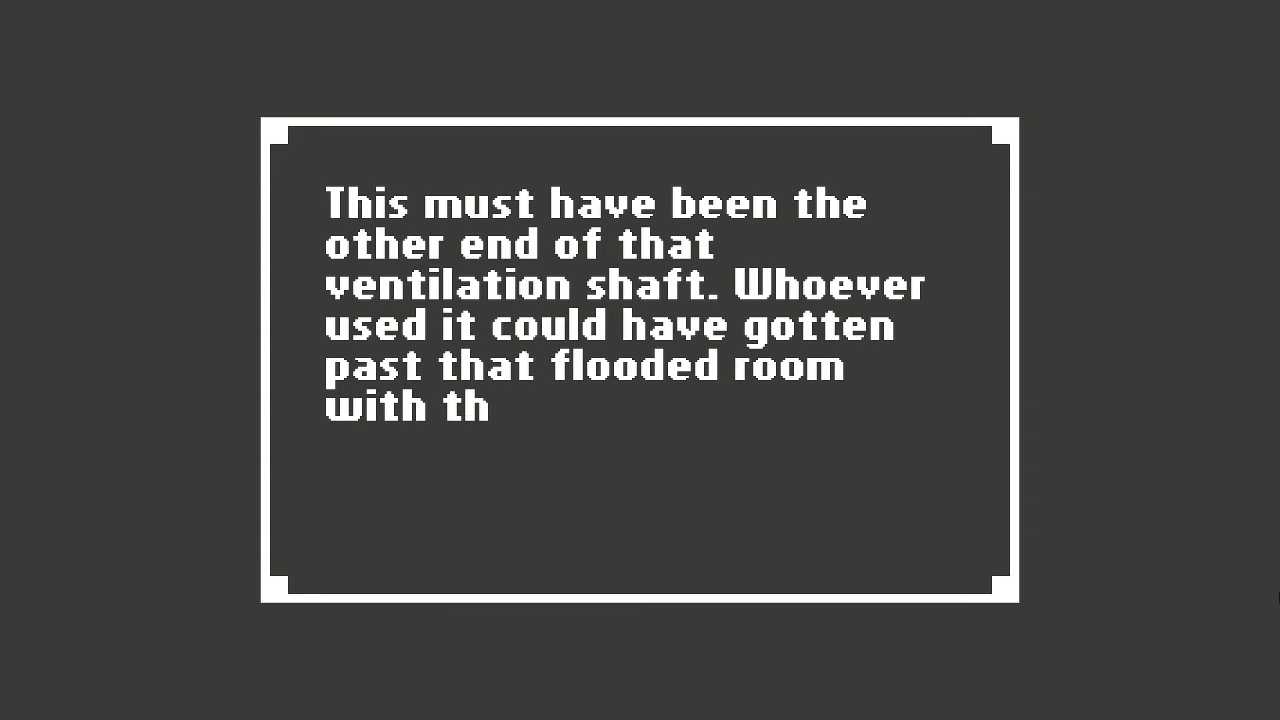 This must have been the
other end of that
ventilation shaft. Whoever
used it could have gotten
past that flooded room
with th